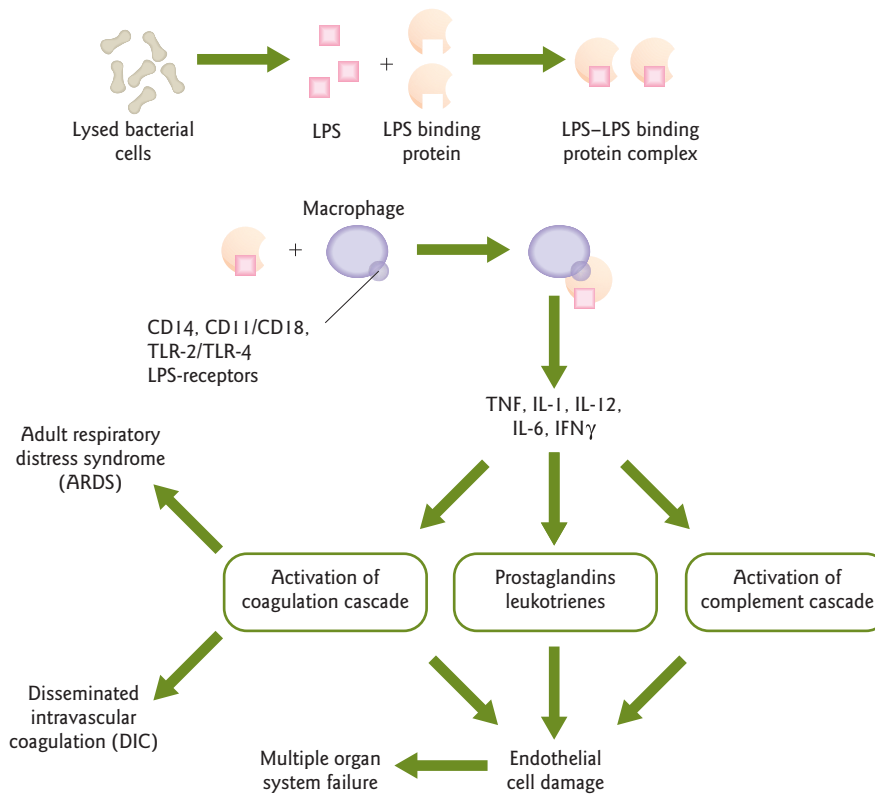 +
Lysed bacterial
cells
LPS
LPS binding
protein
LPS–LPS binding
protein complex
Macrophage
+
CD14, CD11/CD18,
TLR-2/TLR-4
LPS-receptors
TNF, IL-1, IL-12,
IL-6, IFNγ
Adult respiratory
distress syndrome
(ARDS)
Activation of
coagulation cascade
Prostaglandins
leukotrienes
Activation of
complement cascade
Disseminated
intravascular
coagulation (DIC)
Multiple organ
system failure
Endothelial
cell damage